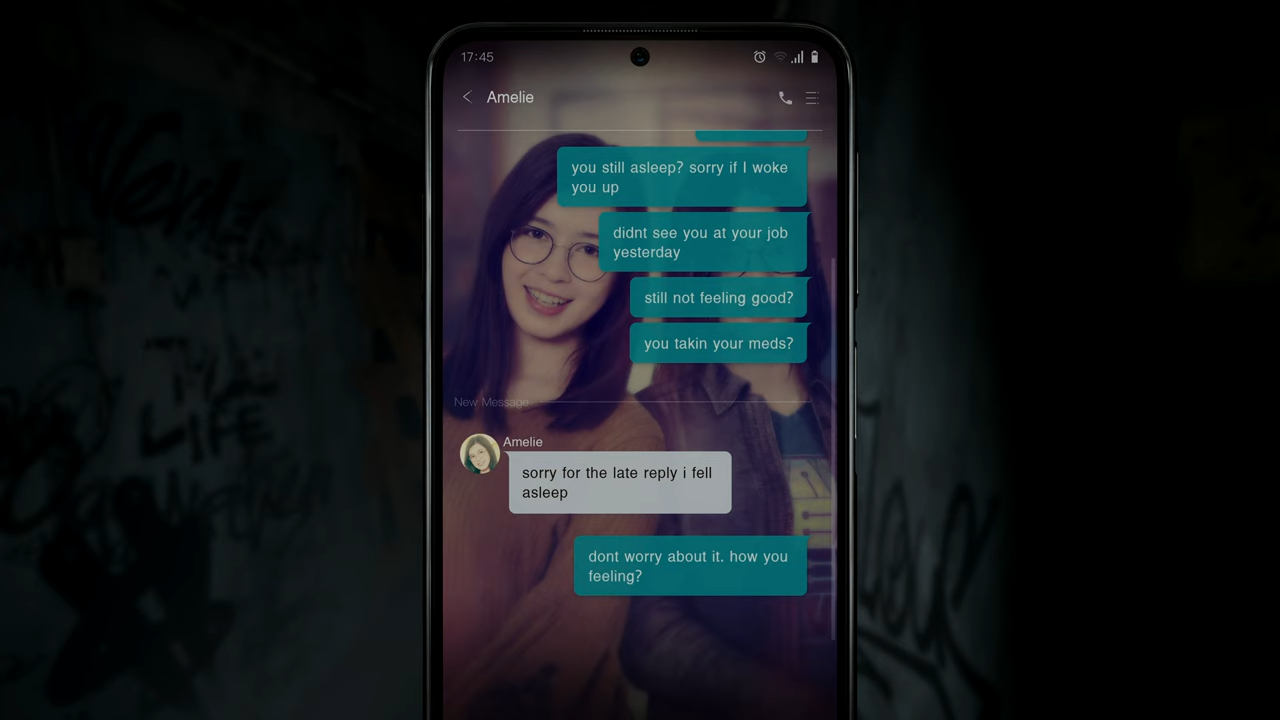 17:45
Amelie
you still asleep? sorry if I woke
you up
didnt see you at your job
yesterday
still not feeling good?
you takin your meds?
New Message
Amelie
sorry for the late reply i fell
asleep
dont worry about it. how you
feeling?
LIFE